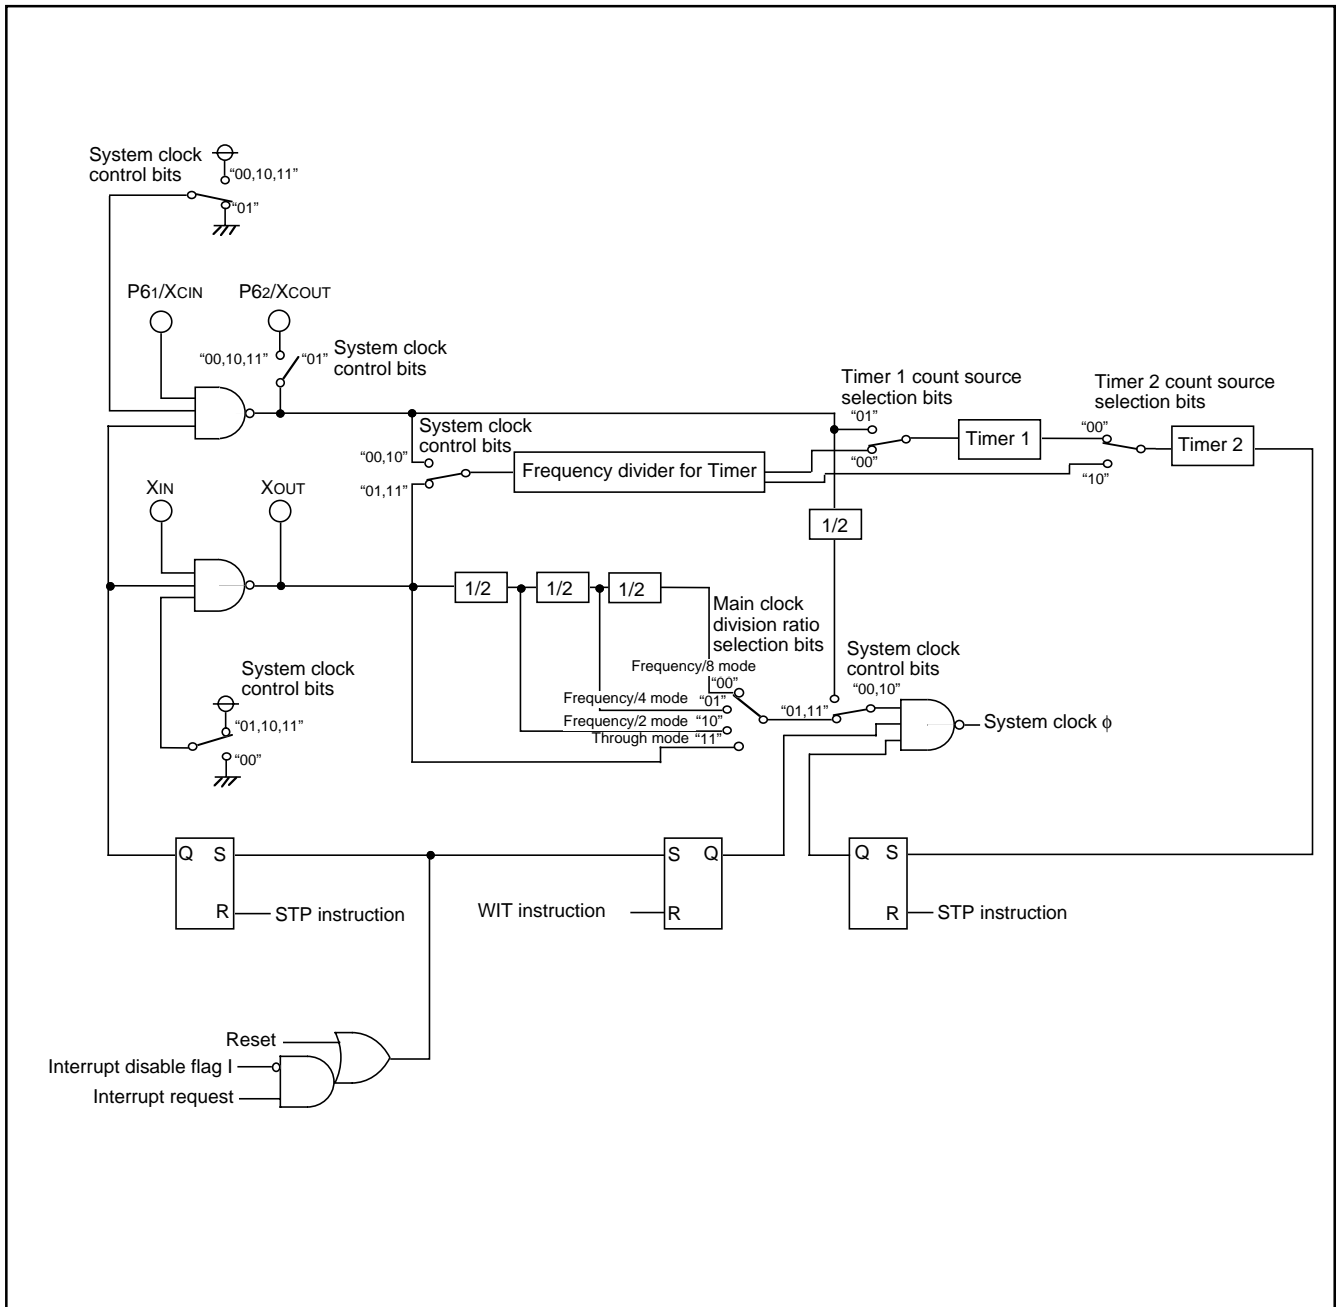 System clock
control bits
“00,10,11”
“01”
P61/XCIN
P62/XCOUT
“00,10,11”
“01”
System clock
control bits
Timer 1 count source
selection bits
Timer 2 count source
selection bits
“01”
“00”
Timer 1
“00”
“10”
Timer 2
System clock
control bits
“00,10”
“01,11”
Frequency divider for Timer
XIN
XOUT
1/2
1/2
1/2
1/2
Main clock
division ratio
selection bits
Frequency/8 mode
“00”
Frequency/4 mode “01”
Frequency/2 mode “10”
Through mode “11”
System clock
control bits
“00,10”
“01,11”
System clock ϕ
System clock
control bits
“01,10,11”
“00”
Q S
R
STP instruction
S Q
R
WIT instruction
Q S
R
STP instruction
Reset
Interrupt disable flag I
Interrupt request